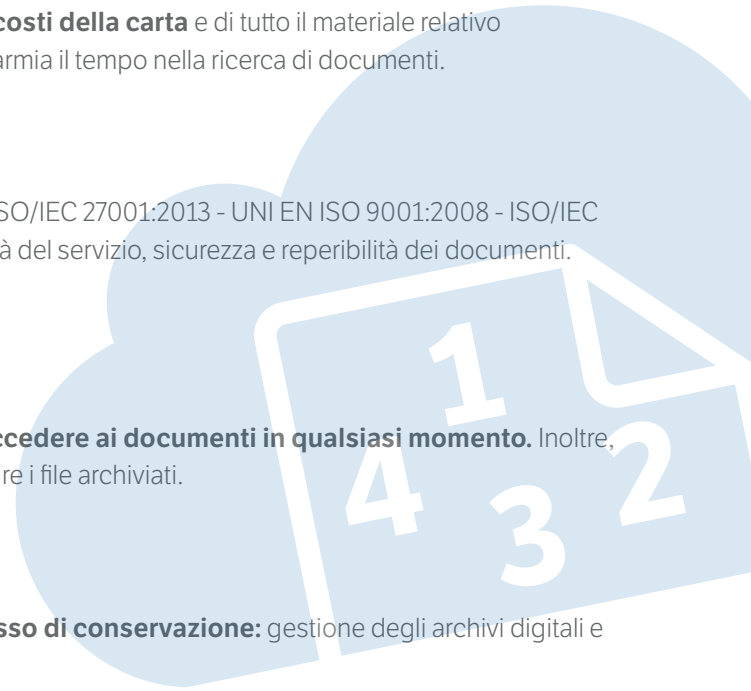 costi della carta e di tutto il materiale relativo
armia il tempo nella ricerca di documenti.
SO/IEC 27001:2013 - UNI EN ISO 9001:2008 - ISO/IEC
à del servizio, sicurezza e reperibilità dei documenti.
1
ccedere ai documenti in qualsiasi momento. Inoltre,
re i file archiviati.
4 3 2
sso di conservazione: gestione degli archivi digitali e